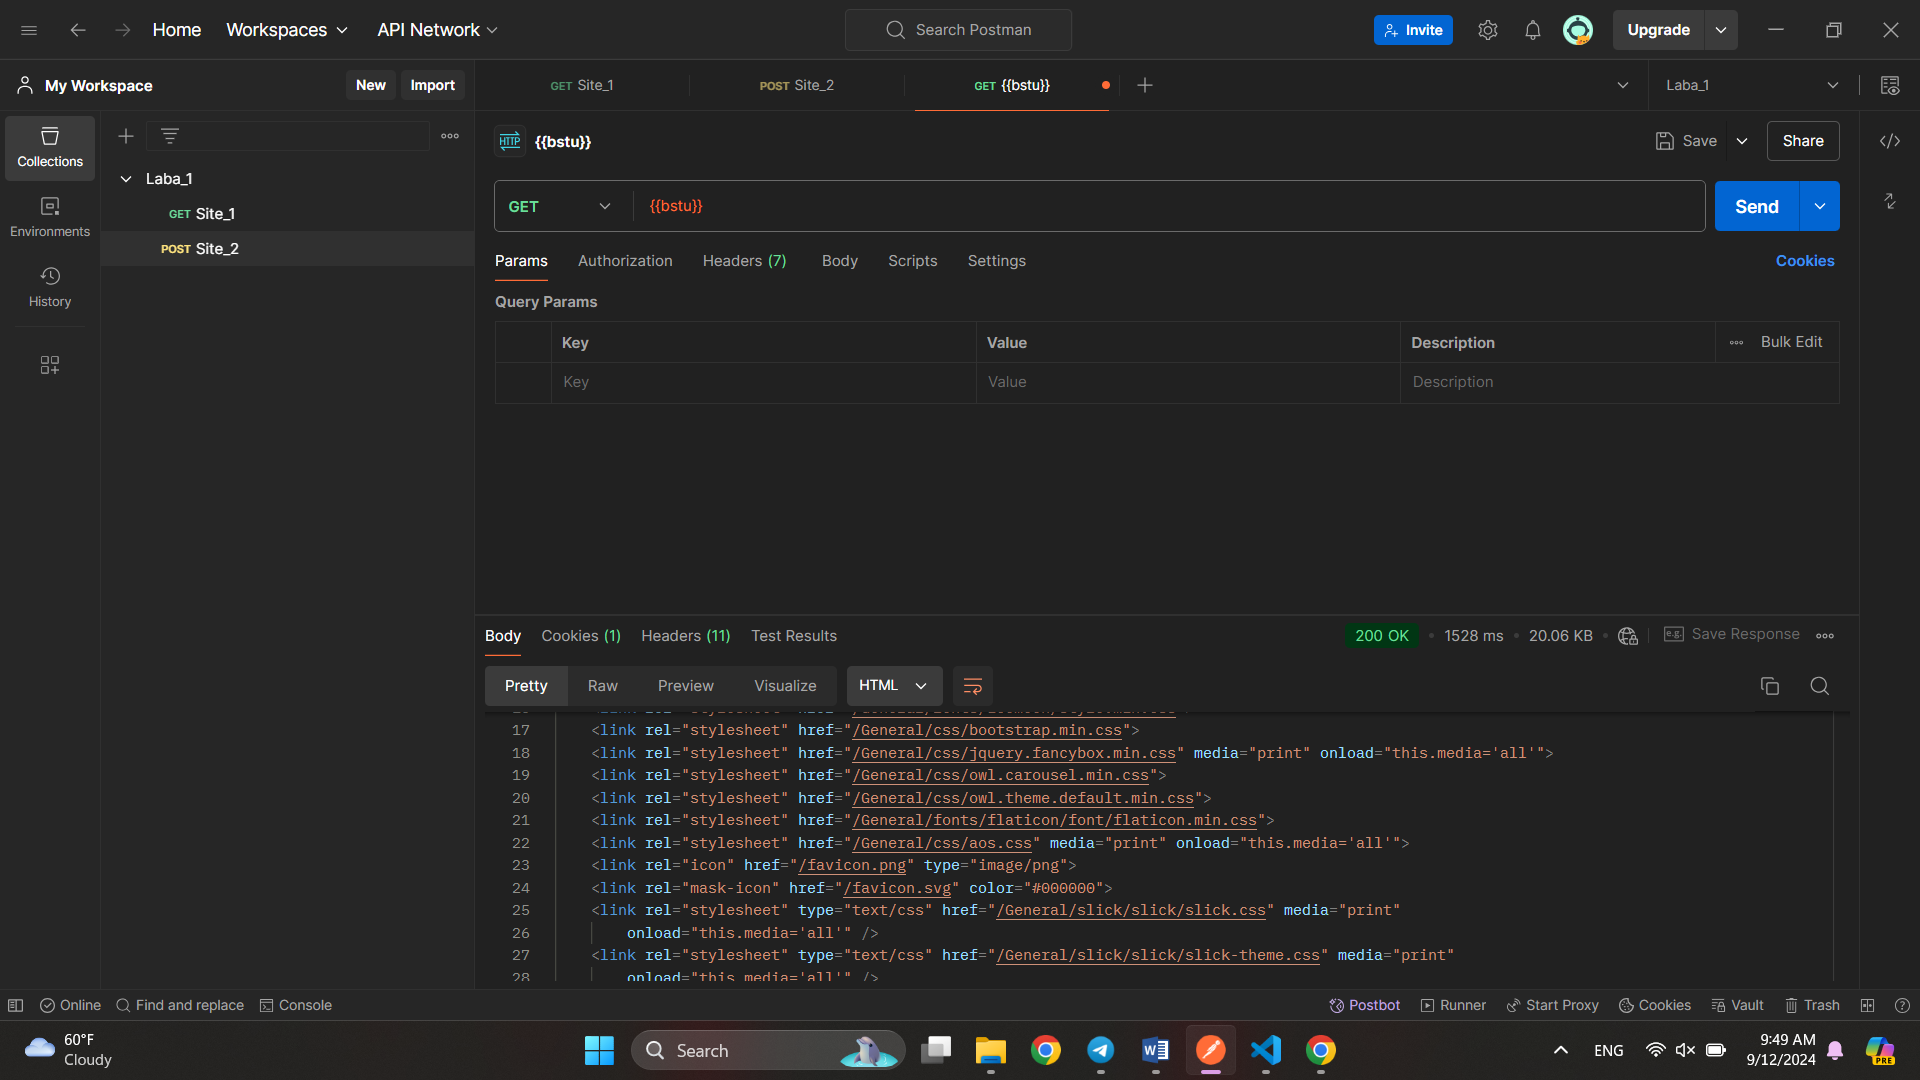 Home Workspaces API Network Search Postman Invite Upgrade
My Workspace New Import GET Site_1 POST Site_2 GET {{bstu}} Laba_1
Collections
Environments
History
Laba_1
GET Site_1
POST Site_2
HTTP {{bstu}} Save Share
GET {{bstu}} Send
Params Authorization Headers (7) Body Scripts Settings Cookies
Query Params
Key Value Description Bulk Edit
Key Value Description
Body Cookies (1) Headers (11) Test Results 200 OK 1528 ms 20.06 KB e.g. Save Response
Pretty Raw Preview Visualize HTML
17 <link rel="stylesheet" href="/General/css/bootstrap.min.css">
18 <link rel="stylesheet" href="/General/css/jquery.fancybox.min.css" media="print" onload="this.media='all'">
19 <link rel="stylesheet" href="/General/css/owl.carousel.min.css">
20 <link rel="stylesheet" href="/General/css/owl.theme.default.min.css">
21 <link rel="stylesheet" href="/General/fonts/flaticon/font/flaticon.min.css">
22 <link rel="stylesheet" href="/General/css/aos.css" media="print" onload="this.media='all'">
23 <link rel="icon" href="/favicon.png" type="image/png">
24 <link rel="mask-icon" href="/favicon.svg" color="#000000">
25 <link rel="stylesheet" type="text/css" href="/General/slick/slick/slick.css" media="print"
26 onload="this.media='all'" />
27 <link rel="stylesheet" type="text/css" href="/General/slick/slick/slick-theme.css" media="print"
28 onload="this.media='all'" />
Online Find and replace Console Postbot Runner Start Proxy Cookies Vault Trash
60°F
Cloudy
Search
ENG
9:49 AM
9/12/2024
PRE